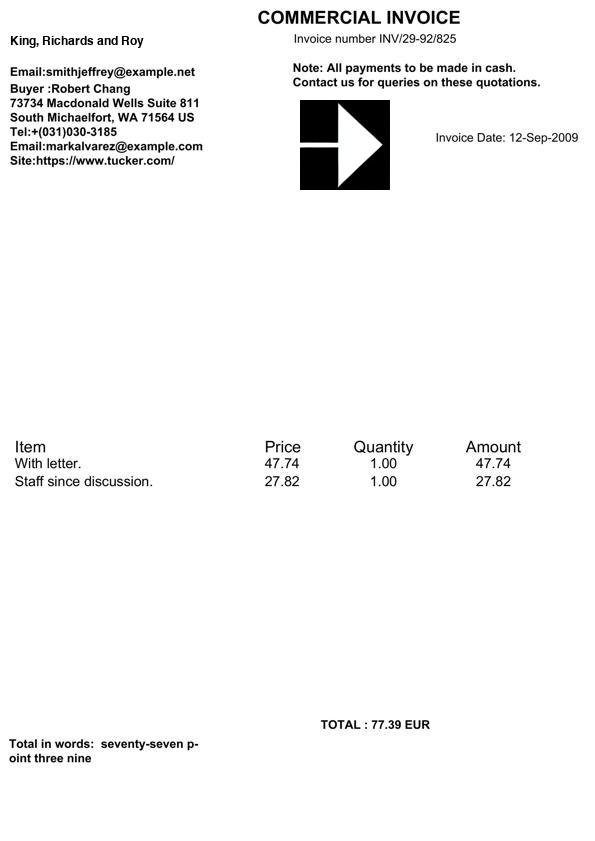 COMMERCIAL INVOICE
King, Richards and Roy
Invoice number INV/29-92/825
Email:smithjeffrey@example.net
Note: All payments to be made in cash.
Contact us for queries on these quotations.
Buyer :Robert Chang
73734 Macdonald Wells Suite 811
South Michaelfort, WA 71564 US
Tel:+(031)030-3185
Email:markalvarez@example.com
Site:https://www.tucker.com/
Invoice Date: 12-Sep-2009
Item Price Quantity Amount
With letter. 47.74 1.00 47.74
Staff since discussion. 27.82 1.00 27.82
TOTAL : 77.39 EUR
Total in words: seventy-seven p-
oint three nine